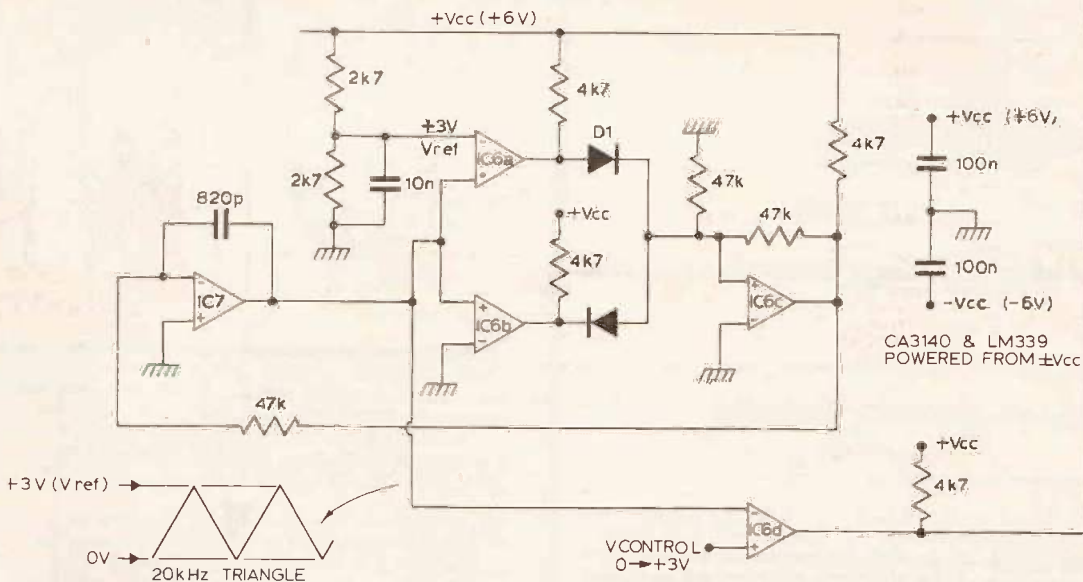 +Vcc (+6V)
2k7
4k7
+3V
Vref
IC6a
D1
2k7
10n
47k
4k7
+Vcc (+6V)
100n
820p
+Vcc
47k
4k7
IC7
IC6b
IC6c
100n
-Vcc (-6V)
CA3140 & LM339
POWERED FROM ±Vcc
47k
+Vcc
+3V (Vref)
4k7
IC6d
0V
VCONTROL
0→+3V
20kHz TRIANGLE
- 
+
-
+
+
-
+
-
-
+